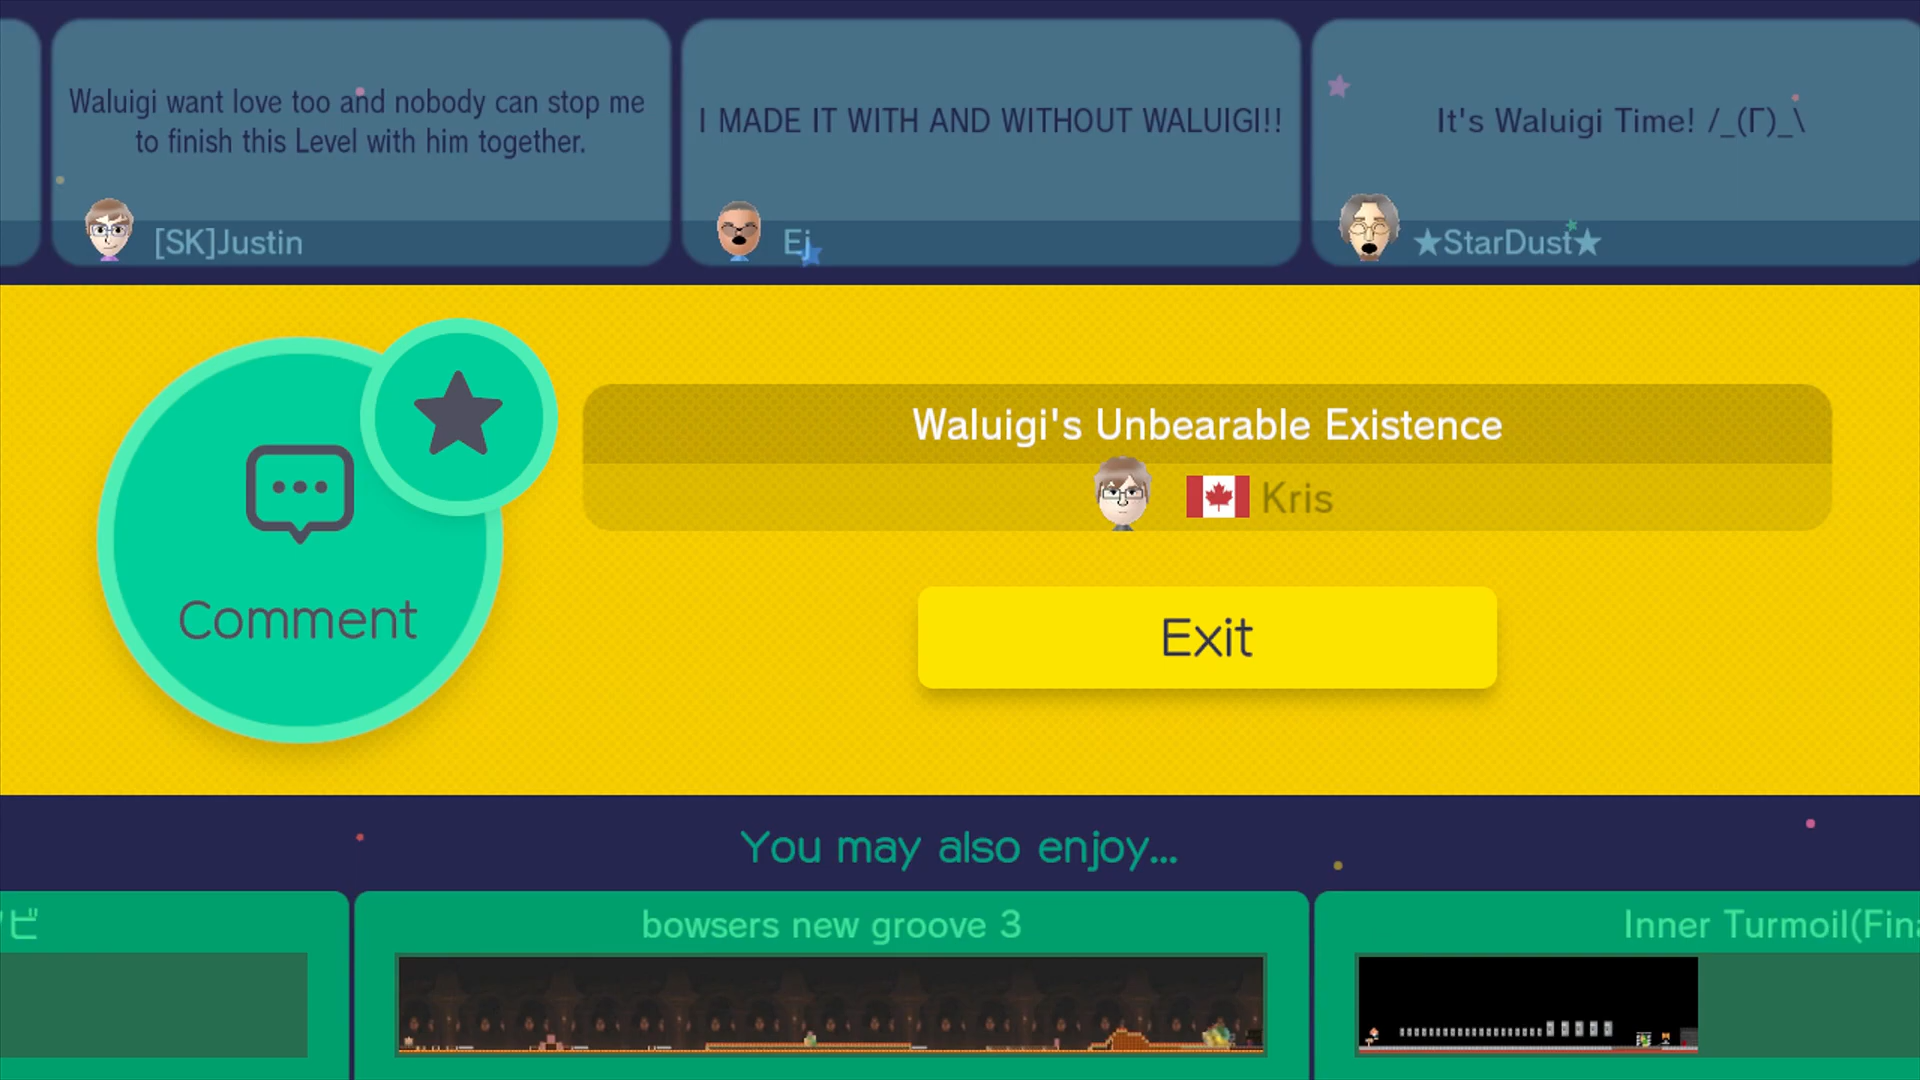 Waluigi want love too and nobody can stop me
to finish this Level with him together.
[SK]Justin
I MADE IT WITH AND WITHOUT WALUIGI!!
Ej
It's Waluigi Time! /_(Γ)_\
★StarDust★
Comment
Waluigi's Unbearable Existence
Kris
Exit
You may also enjoy...
ビ
bowsers new groove 3
Inner Turmoil(Fina